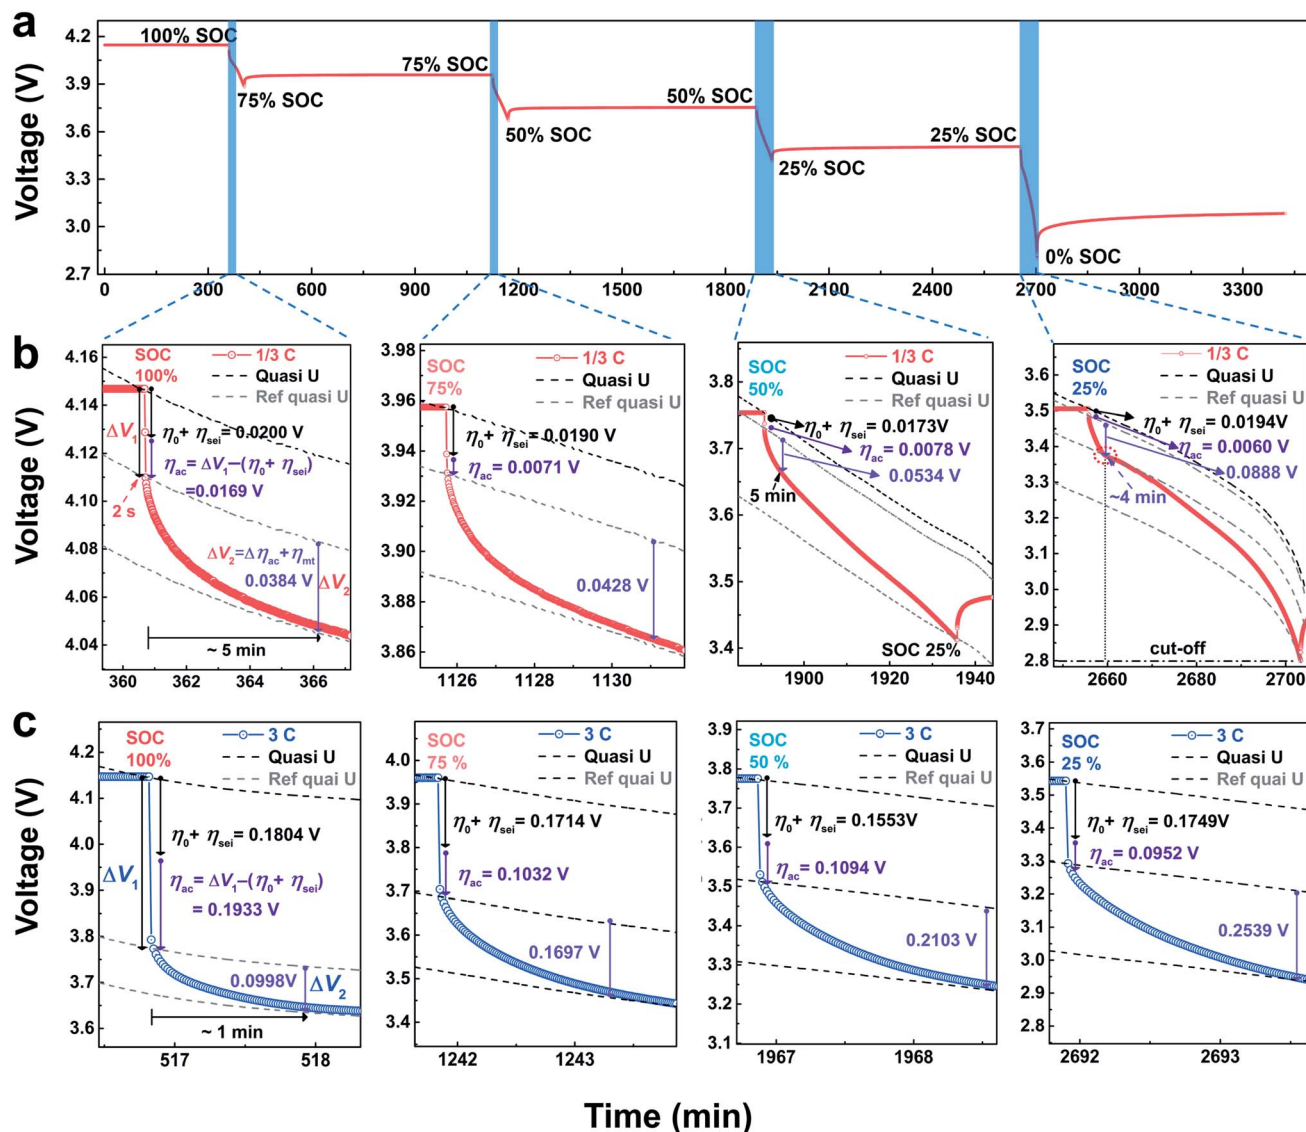 a
Voltage (V)
4.2
3.9
3.6
3.3
3.0
2.7
100% SOC
75% SOC
75% SOC
50% SOC
50% SOC
25% SOC
25% SOC
0% SOC
0 300 600 900 1200 1500 1800 2100 2400 2700 3000 3300
b
Voltage (V)
4.16
4.14
4.12
4.10
4.08
4.06
4.04
SOC
100%
1/3 C
Quasi U
Ref quasi U
ΔV₁
η₀ + ηsei = 0.0200 V
ηac = ΔV₁−(η₀ + ηsei)
=0.0169 V
2 s
ΔV₂=Δηac + ηmt
0.0384 V
ΔV₂
~ 5 min
360 362 364 366
3.98
3.96
3.94
3.92
3.90
3.88
3.86
SOC
75%
1/3 C
Quasi U
Ref quasi U
η₀ + ηsei = 0.0190 V
ηac = 0.0071 V
0.0428 V
1126 1128 1130
3.8
3.7
3.6
3.5
3.4
SOC
50%
1/3 C
Quasi U
Ref quasi U
η₀ + ηsei = 0.0173V
ηac = 0.0078 V
0.0534 V
5 min
SOC 25%
1900 1920 1940
3.6
3.5
3.4
3.3
3.2
3.1
3.0
2.9
2.8
SOC
25%
1/3 C
Quasi U
Ref quasi U
η₀ + ηsei = 0.0194V
ηac = 0.0060 V
0.0888 V
~4 min
cut-off
2660 2680 2700
c
Voltage (V)
4.2
4.1
4.0
3.9
3.8
3.7
3.6
SOC
100%
3 C
Quasi U
Ref quai U
ΔV₁
η₀ + ηsei = 0.1804 V
ηac = ΔV₁−(η₀ + ηsei)
= 0.1933 V
0.0998V
ΔV₂
~ 1 min
517 518
4.0
3.9
3.8
3.7
3.6
3.5
3.4
SOC
75 %
3 C
Quasi U
Ref quai U
η₀ + ηsei = 0.1714 V
ηac = 0.1032 V
0.1697 V
1242 1243
3.9
3.8
3.7
3.6
3.5
3.4
3.3
3.2
3.1
SOC
50 %
3 C
Quasi U
Ref quai U
η₀ + ηsei = 0.1553V
ηac = 0.1094 V
0.2103 V
1967 1968
3.7
3.6
3.5
3.4
3.3
3.2
3.1
3.0
2.9
2.8
SOC
25 %
3 C
Quasi U
Ref quai U
η₀ + ηsei = 0.1749V
ηac = 0.0952 V
0.2539 V
2692 2693
Time (min)